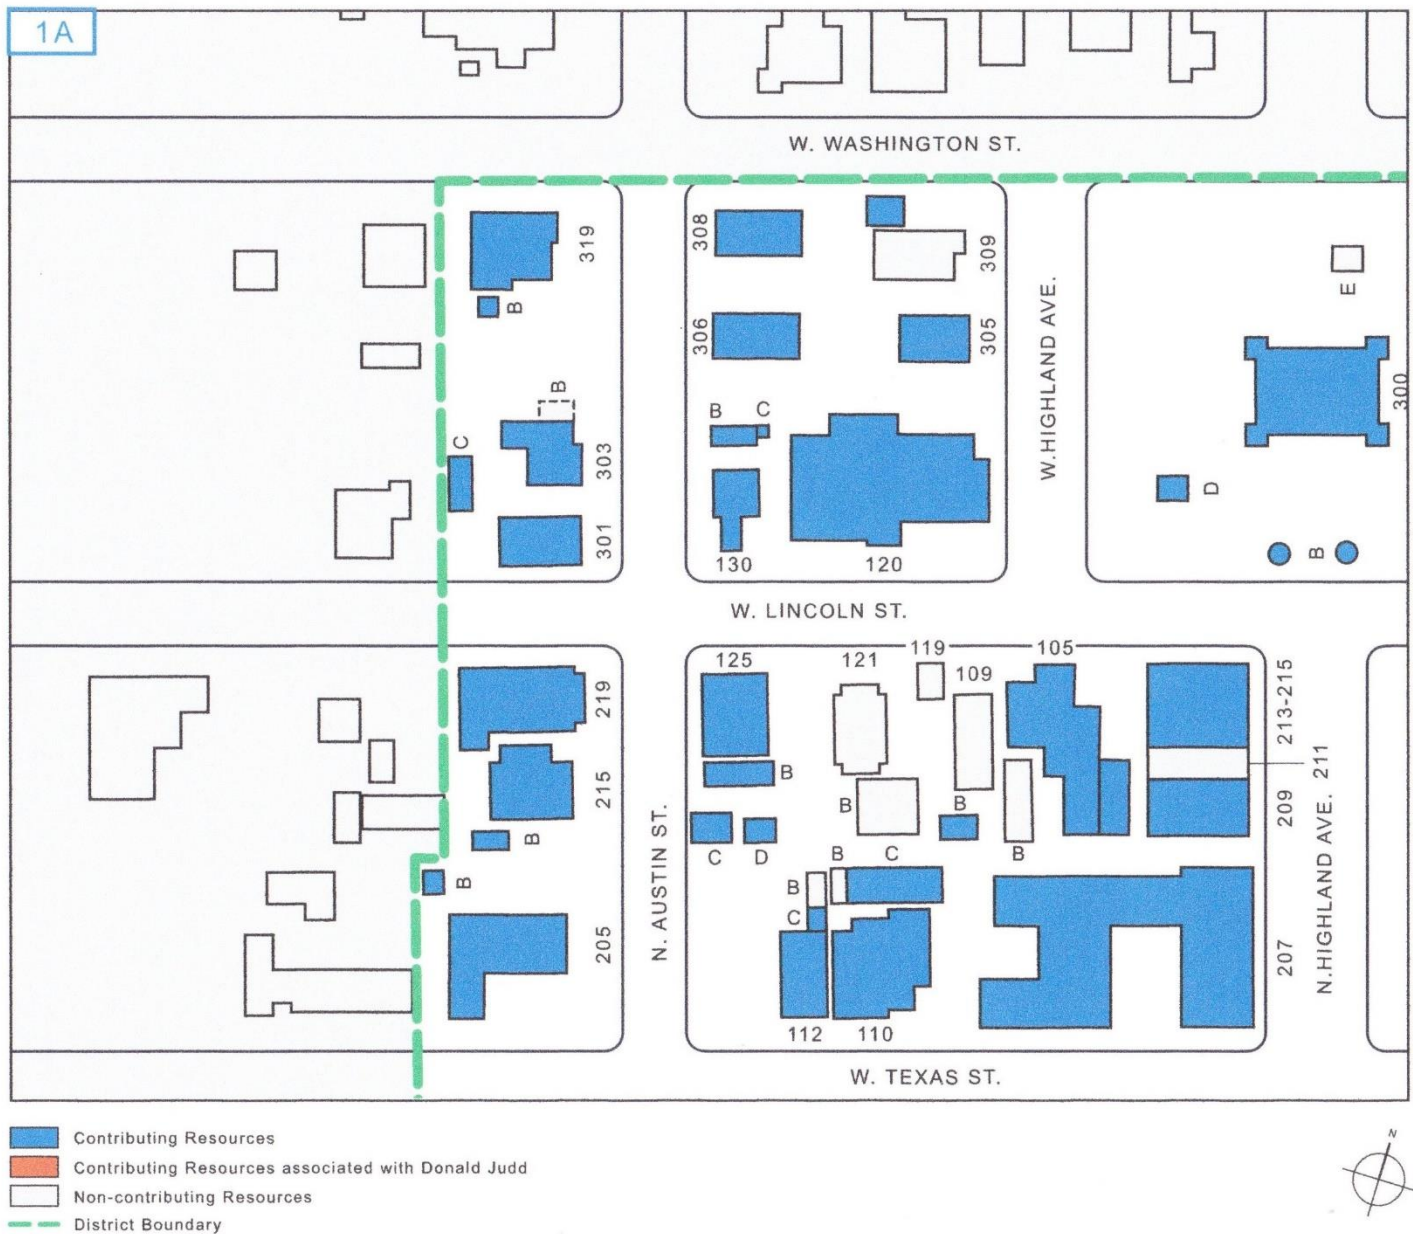 1A
W. WASHINGTON ST.
319
B
308
309
306
305
W.HIGHLAND AVE.
E
300
B
C
303
301
B
C
130
120
D
B
W. LINCOLN ST.
219
215
B
B
205
N. AUSTIN ST.
125
121
119
109
105
213-215
211
209
B
B
B
B
C
D
B
C
B
C
112
110
207
N.HIGHLAND AVE.
W. TEXAS ST.
Contributing Resources
Contributing Resources associated with Donald Judd
Non-contributing Resources
District Boundary
N